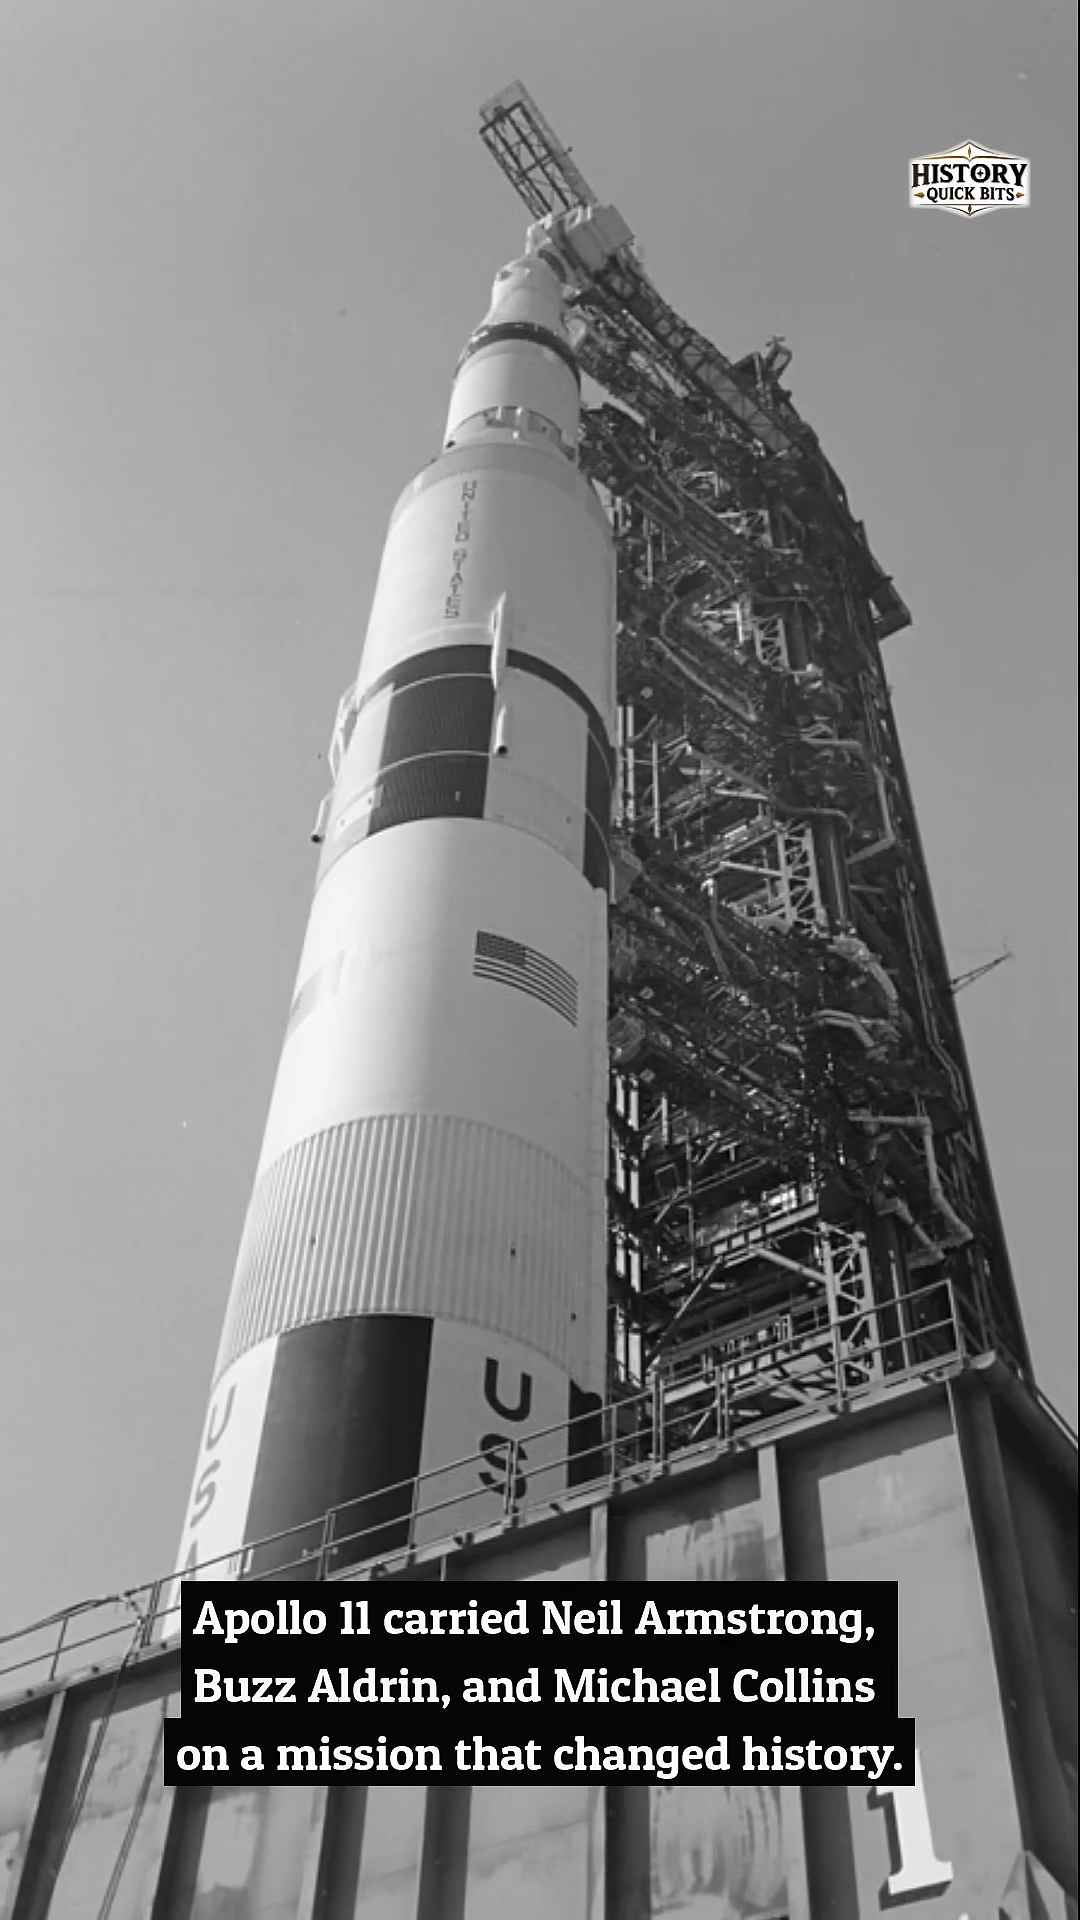 HISTORY
QUICK BITS
UNITED STATES
USA
US
Apollo 11 carried Neil Armstrong,
Buzz Aldrin, and Michael Collins
on a mission that changed history.
1